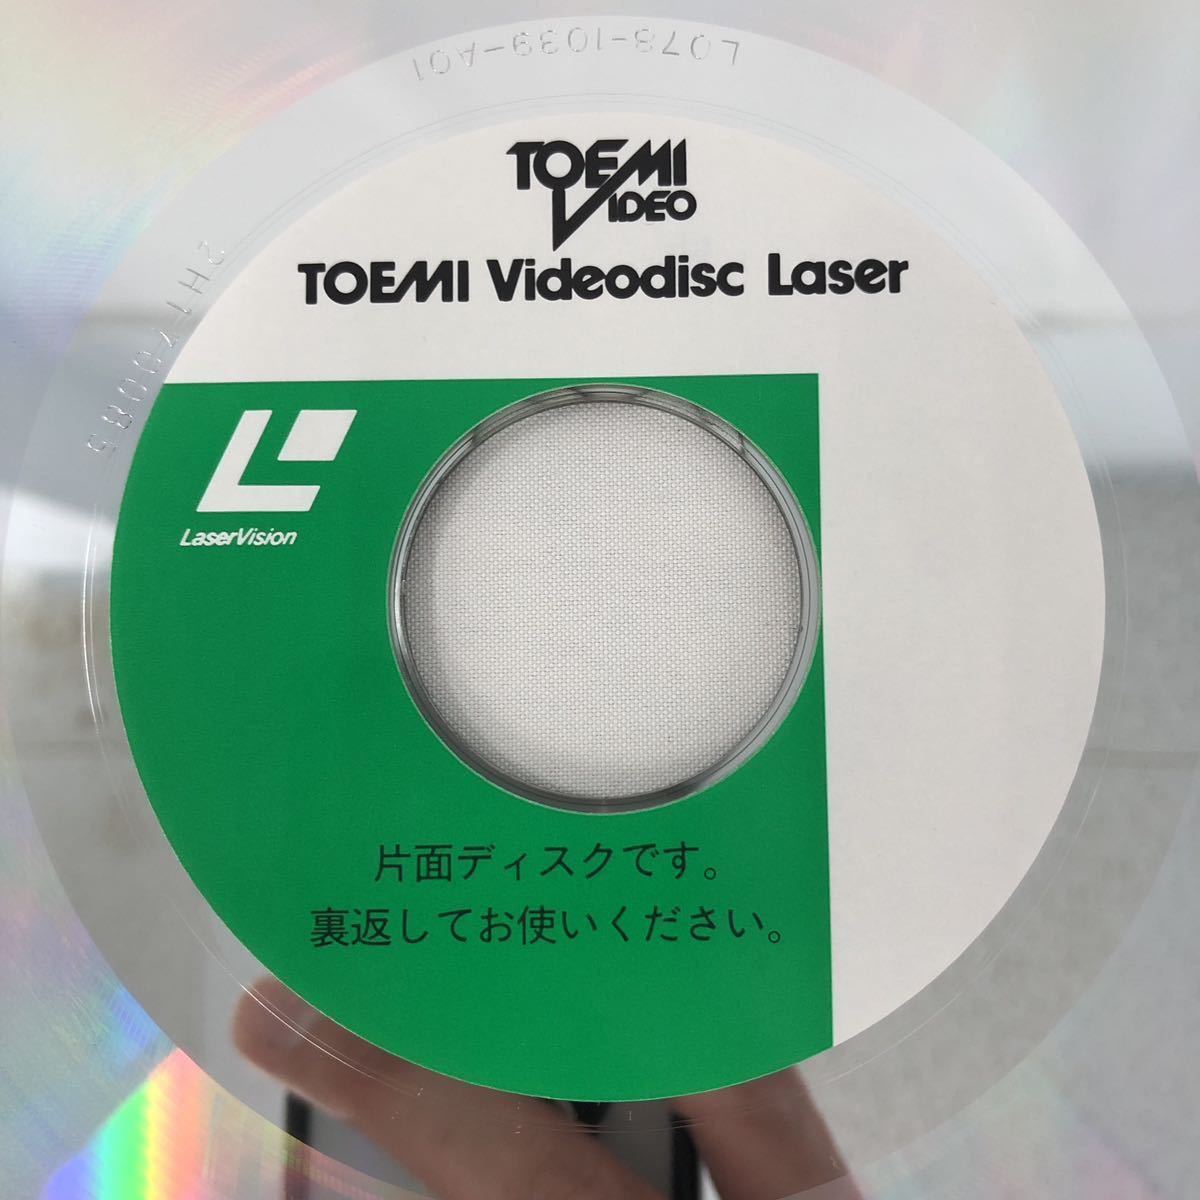 L078-1039-A01
TOEMI
VIDEO
TOEMI Videodisc Laser
2H1Y0085
LaserVision
片面ディスクです。
裏返してお使いください。